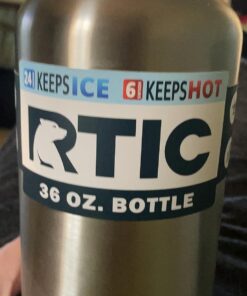 24 KEEPS ICE 6 KEEPS HOT
RTIC
36 OZ. BOTTLE